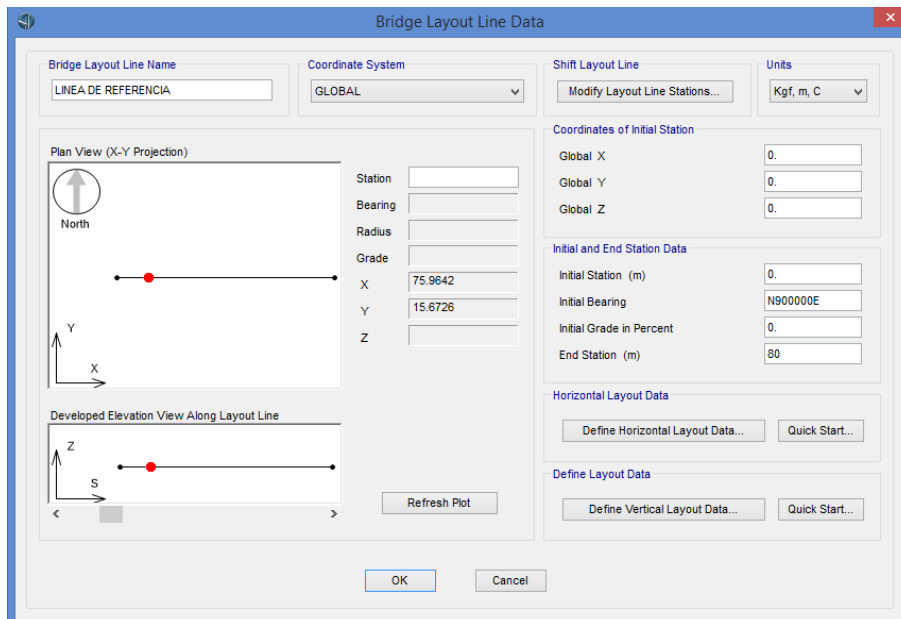 Bridge Layout Line Data
Bridge Layout Line Name
LINEA DE REFERENCIA
Coordinate System
GLOBAL
Shift Layout Line
Modify Layout Line Stations...
Units
Kgf, m, C
Plan View (X-Y Projection)
North
Y
X
Station
Bearing
Radius
Grade
X 75.9642
Y 15.6726
Z
Coordinates of Initial Station
Global X 0.
Global Y 0.
Global Z 0.
Initial and End Station Data
Initial Station (m) 0.
Initial Bearing N900000E
Initial Grade in Percent 0.
End Station (m) 80
Developed Elevation View Along Layout Line
Z
S
Refresh Plot
Horizontal Layout Data
Define Horizontal Layout Data... Quick Start...
Define Layout Data
Define Vertical Layout Data... Quick Start...
OK Cancel